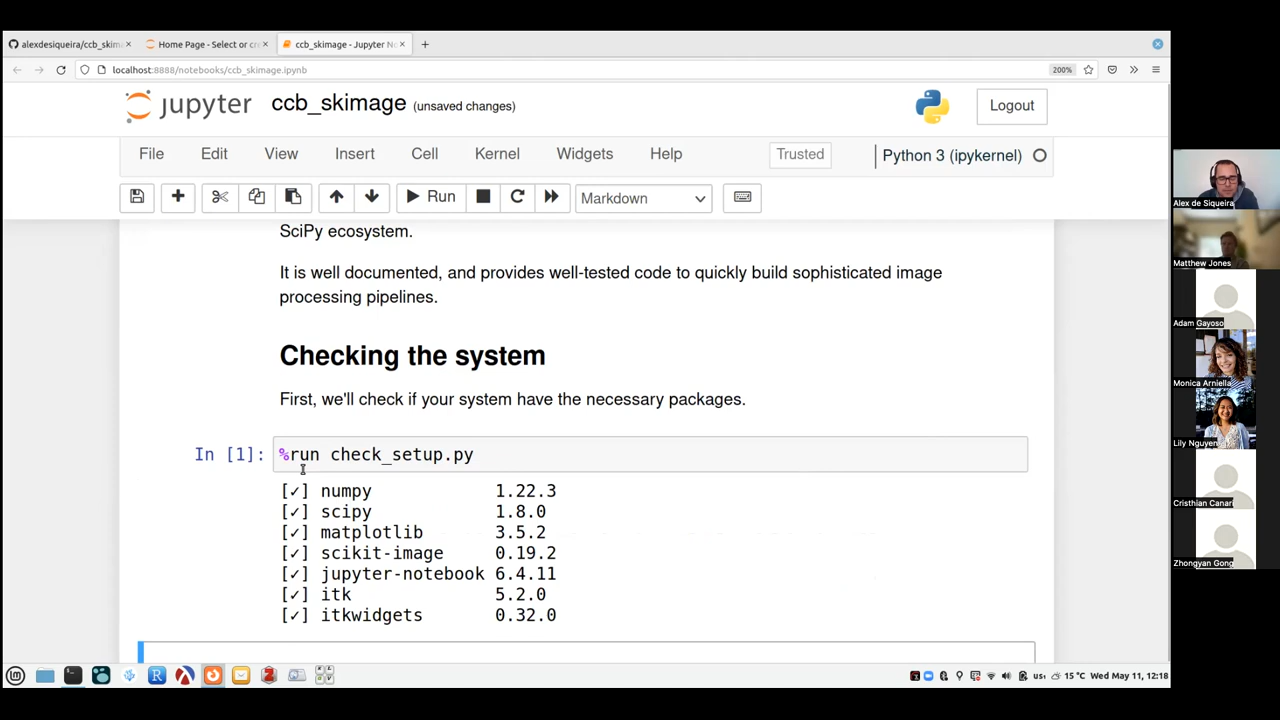 alexdesiqueira/ccb_skim
Home Page - Select or cre
ccb_skimage - Jupyter No
localhost:8888/notebooks/ccb_skimage.ipynb
200%
jupyter
ccb_skimage (unsaved changes)
Logout
File
Edit
View
Insert
Cell
Kernel
Widgets
Help
Trusted
Python 3 (ipykernel)
Run
Markdown
SciPy ecosystem.
It is well documented, and provides well-tested code to quickly build sophisticated image
processing pipelines.
Checking the system
First, we'll check if your system have the necessary packages.
In [1]: %run check_setup.py
[✓] numpy 1.22.3
[✓] scipy 1.8.0
[✓] matplotlib 3.5.2
[✓] scikit-image 0.19.2
[✓] jupyter-notebook 6.4.11
[✓] itk 5.2.0
[✓] itkwidgets 0.32.0
15 °C Wed May 11, 12:18
Alex de Siqueira
Matthew Jones
Adam Gayoso
Monica Arniella
Lily Nguyen
Cristhian Canari
Zhongyan Gong